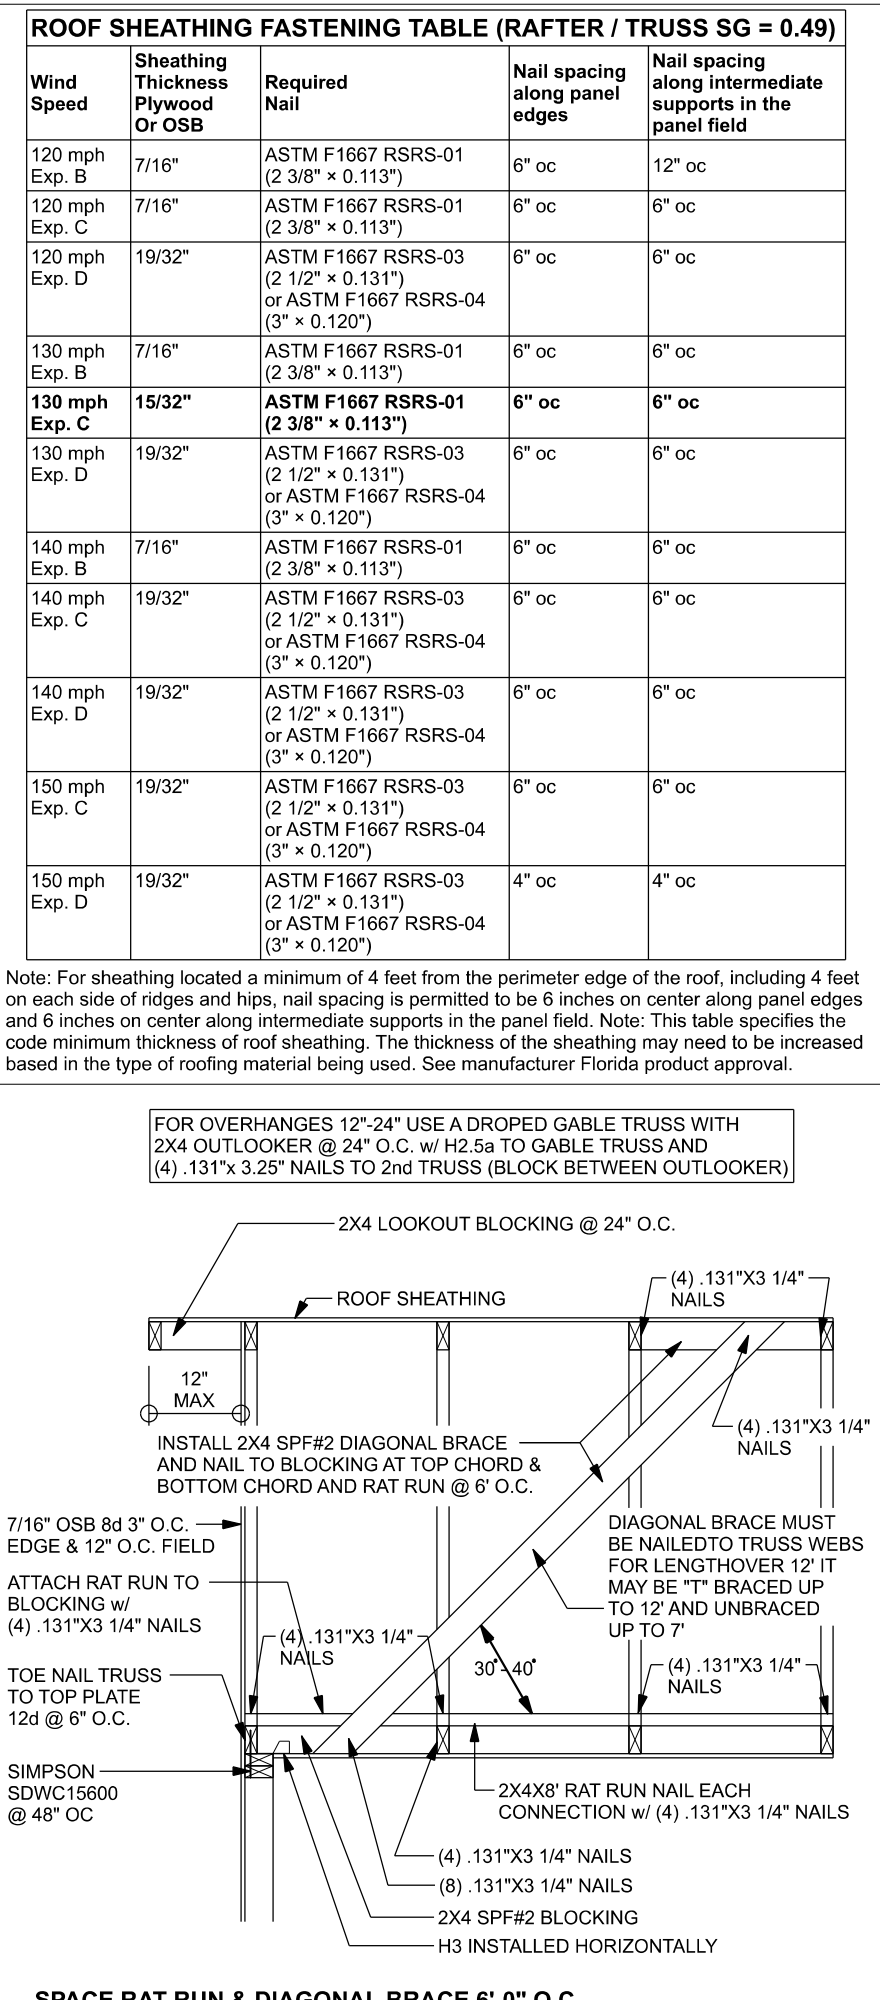 ROOF SHEATHING FASTENING TABLE (RAFTER / TRUSS SG = 0.49)
Wind
Speed
Sheathing
Thickness
Plywood
Or OSB
Required
Nail
Nail spacing
along panel
edges
Nail spacing
along intermediate
supports in the
panel field
120 mph
Exp. B
7/16"
ASTM F1667 RSRS-01
(2 3/8" × 0.113")
6" oc
12" oc
120 mph
Exp. C
7/16"
ASTM F1667 RSRS-01
(2 3/8" × 0.113")
6" oc
6" oc
120 mph
Exp. D
19/32"
ASTM F1667 RSRS-03
(2 1/2" × 0.131")
or ASTM F1667 RSRS-04
(3" × 0.120")
6" oc
6" oc
130 mph
Exp. B
7/16"
ASTM F1667 RSRS-01
(2 3/8" × 0.113")
6" oc
6" oc
130 mph
Exp. C
15/32"
ASTM F1667 RSRS-01
(2 3/8" × 0.113")
6" oc
6" oc
130 mph
Exp. D
19/32"
ASTM F1667 RSRS-03
(2 1/2" × 0.131")
or ASTM F1667 RSRS-04
(3" × 0.120")
6" oc
6" oc
140 mph
Exp. B
7/16"
ASTM F1667 RSRS-01
(2 3/8" × 0.113")
6" oc
6" oc
140 mph
Exp. C
19/32"
ASTM F1667 RSRS-03
(2 1/2" × 0.131")
or ASTM F1667 RSRS-04
(3" × 0.120")
6" oc
6" oc
140 mph
Exp. D
19/32"
ASTM F1667 RSRS-03
(2 1/2" × 0.131")
or ASTM F1667 RSRS-04
(3" × 0.120")
6" oc
6" oc
150 mph
Exp. C
19/32"
ASTM F1667 RSRS-03
(2 1/2" × 0.131")
or ASTM F1667 RSRS-04
(3" × 0.120")
6" oc
6" oc
150 mph
Exp. D
19/32"
ASTM F1667 RSRS-03
(2 1/2" × 0.131")
or ASTM F1667 RSRS-04
(3" × 0.120")
4" oc
4" oc
Note: For sheathing located a minimum of 4 feet from the perimeter edge of the roof, including 4 feet
on each side of ridges and hips, nail spacing is permitted to be 6 inches on center along panel edges
and 6 inches on center along intermediate supports in the panel field. Note: This table specifies the
code minimum thickness of roof sheathing. The thickness of the sheathing may need to be increased
based in the type of roofing material being used. See manufacturer Florida product approval.
FOR OVERHANGES 12"-24" USE A DROPED GABLE TRUSS WITH
2X4 OUTLOOKER @ 24" O.C. w/ H2.5a TO GABLE TRUSS AND
(4) .131"x 3.25" NAILS TO 2nd TRUSS (BLOCK BETWEEN OUTLOOKER)
2X4 LOOKOUT BLOCKING @ 24" O.C.
(4) .131"X3 1/4"
NAILS
ROOF SHEATHING
12"
MAX
(4) .131"X3 1/4"
NAILS
INSTALL 2X4 SPF#2 DIAGONAL BRACE
AND NAIL TO BLOCKING AT TOP CHORD &
BOTTOM CHORD AND RAT RUN @ 6' O.C.
7/16" OSB 8d 3" O.C.
EDGE & 12" O.C. FIELD
DIAGONAL BRACE MUST
BE NAILEDTO TRUSS WEBS
FOR LENGTHOVER 12' IT
MAY BE "T" BRACED UP
TO 12' AND UNBRACED
UP TO 7'
ATTACH RAT RUN TO
BLOCKING w/
(4) .131"X3 1/4" NAILS
(4) .131"X3 1/4"
NAILS
30°-40°
(4) .131"X3 1/4"
NAILS
TOE NAIL TRUSS
TO TOP PLATE
12d @ 6" O.C.
SIMPSON
SDWC15600
@ 48" OC
2X4X8' RAT RUN NAIL EACH
CONNECTION w/ (4) .131"X3 1/4" NAILS
(4) .131"X3 1/4" NAILS
(8) .131"X3 1/4" NAILS
2X4 SPF#2 BLOCKING
H3 INSTALLED HORIZONTALLY
SPACE RAT RUN & DIAGONAL BRACE 6'-0" O.C.